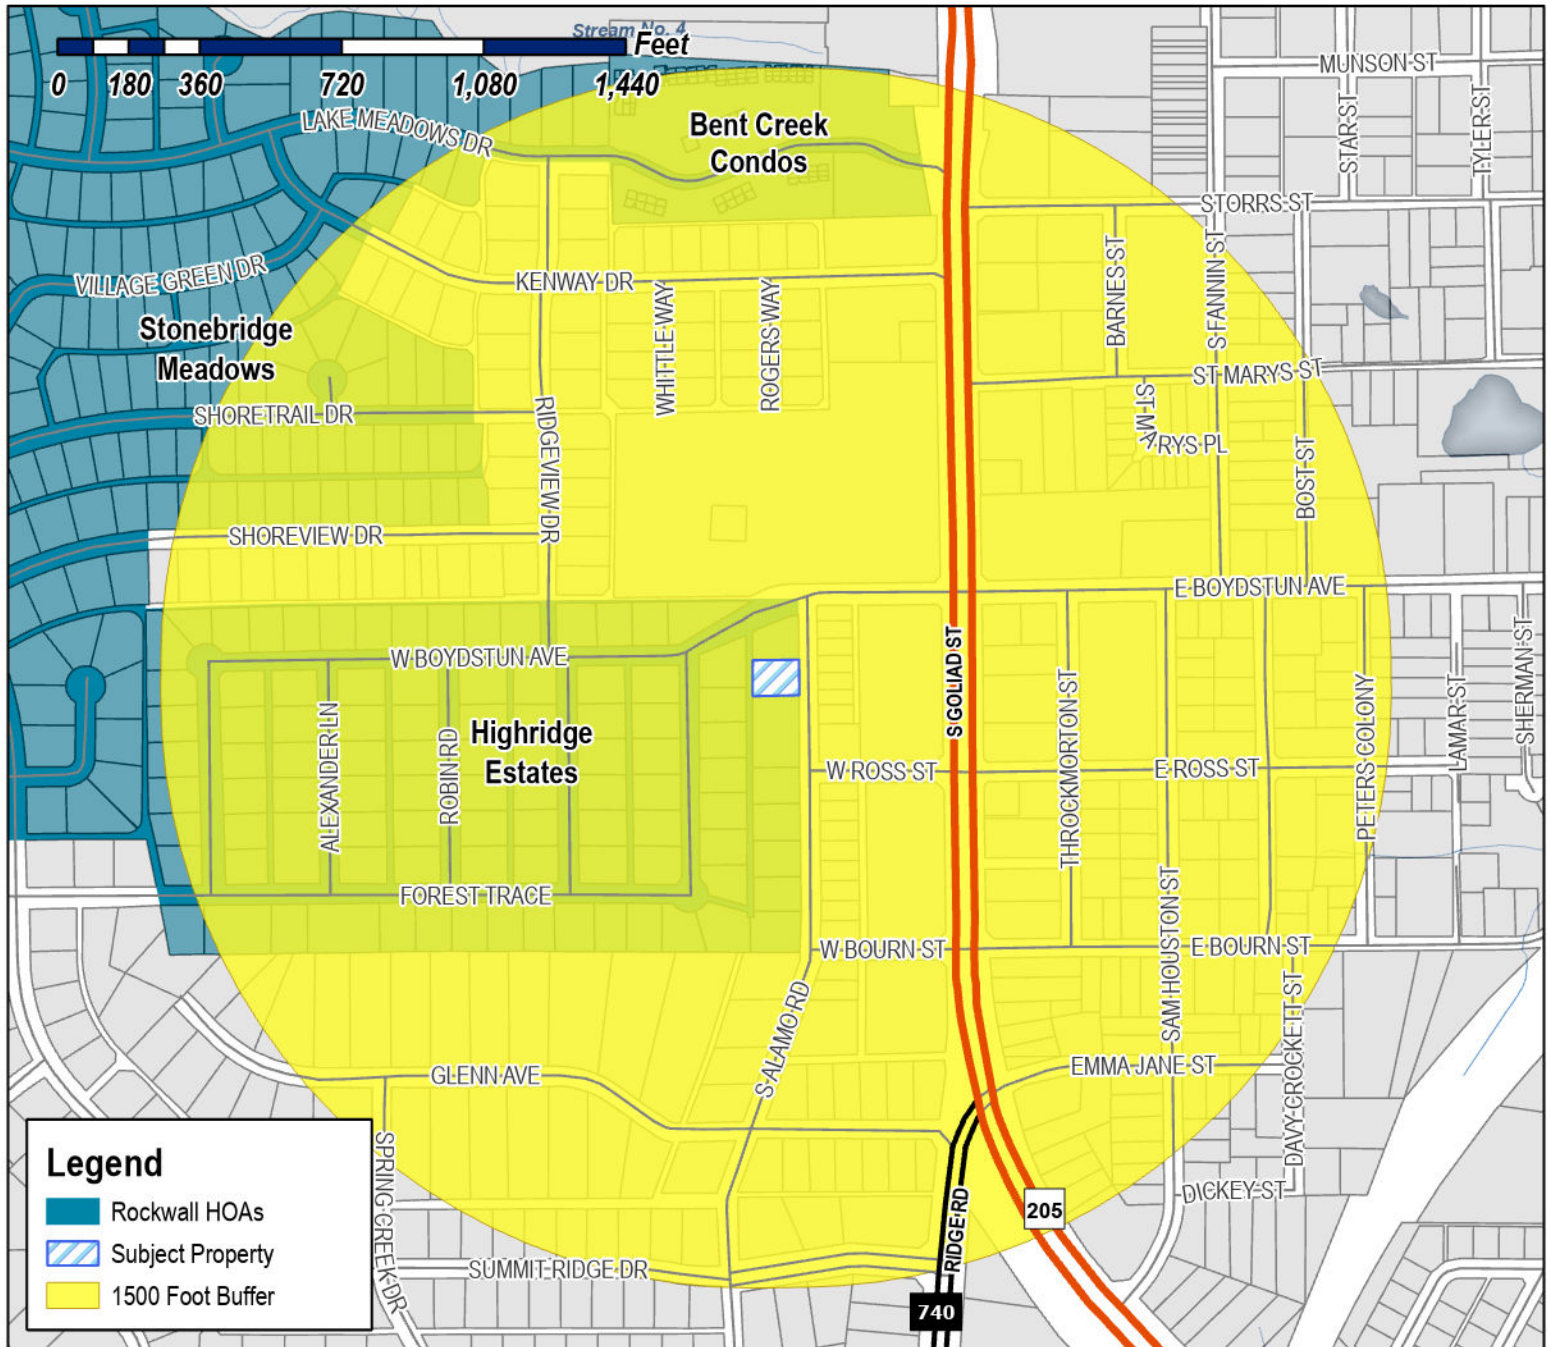 Stream No. 4
Feet
0 180 360 720 1,080 1,440
MUNSON ST
STAR ST
TYLER ST
LAKE MEADOWS DR
Bent Creek
Condos
STORRS ST
S FANNIN ST
BARNES ST
VILLAGE GREEN DR
KENWAY DR
WHITTLE WAY
ROGERS WAY
Stonebridge
Meadows
ST MARYS ST
ST MARYS PL
SHORETRAIL DR
RIDGEVIEW DR
BOST ST
SHOREVIEW DR
E BOYDSTUN AVE
W BOYDSTUN AVE
S GOLIAD ST
THROCKMORTON ST
PETERS COLONY
LAMAR ST
SHERMAN ST
ALEXANDER LN
ROBIN RD
Highridge
Estates
W ROSS ST
E ROSS ST
FOREST TRACE
SAM HOUSTON ST
W BOURN ST
E BOURN ST
S ALAMO RD
DAVY CROCKETT ST
GLENN AVE
EMMA JANE ST
SPRING CREEK DR
DICKEY ST
RIDGE RD
205
SUMMIT RIDGE DR
740
Legend
Rockwall HOAs
Subject Property
1500 Foot Buffer